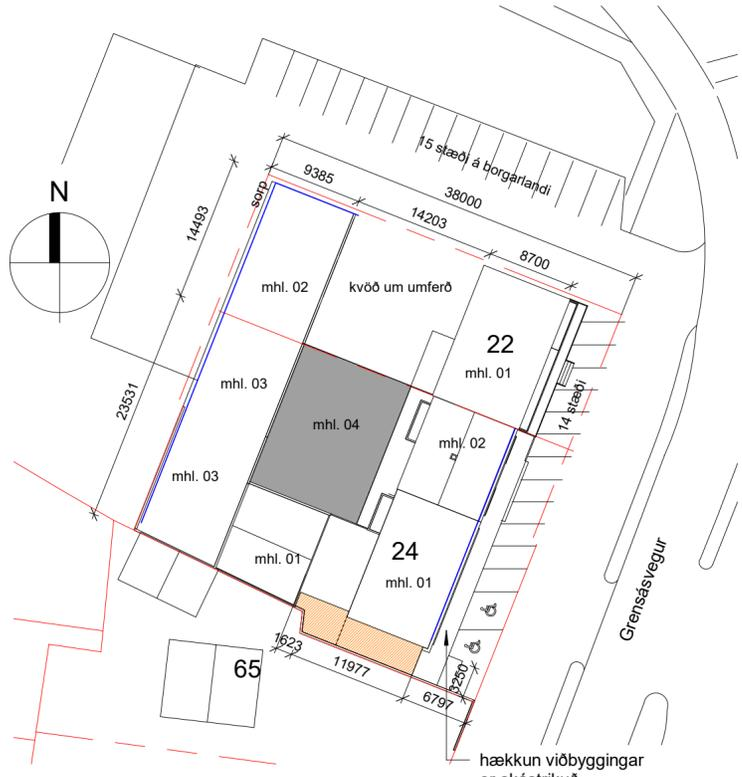 15 stæði á borgarlandi
38000
9385
14203
8700
sorp
14493
N
mhl. 02
kvöð um umferð
22
mhl. 01
mhl. 03
23531
14 stæði
mhl. 04
mhl. 02
mhl. 03
24
mhl. 01
mhl. 01
Grensásvegur
1623
11977
3250
6797
65
hækkun viðbyggingar